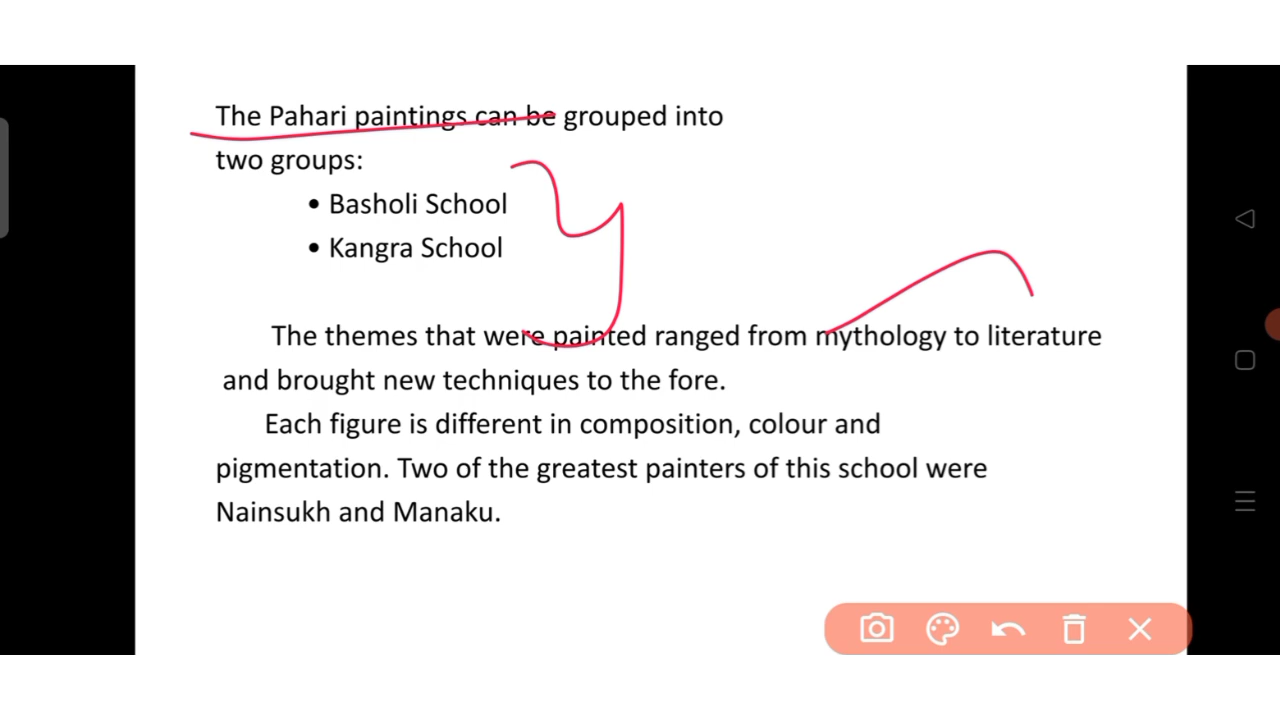 The Pahari paintings can be grouped into
two groups:
• Basholi School
• Kangra School
The themes that were painted ranged from mythology to literature
and brought new techniques to the fore.
Each figure is different in composition, colour and
pigmentation. Two of the greatest painters of this school were
Nainsukh and Manaku.